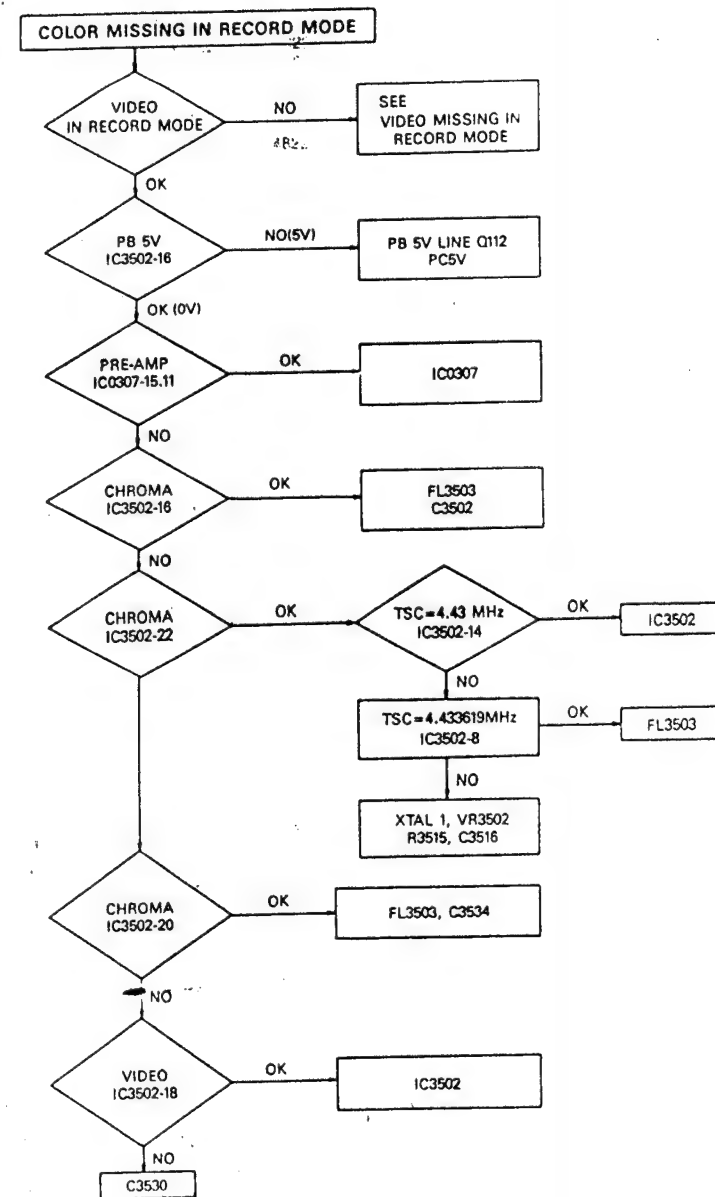 COLOR MISSING IN RECORD MODE
VIDEO
IN RECORD MODE
NO
SEE
VIDEO MISSING IN
RECORD MODE
OK
PB 5V
IC3502-16
NO(5V)
PB 5V LINE Q112
PC5V
OK (0V)
PRE-AMP
IC0307-15.11
OK
IC0307
NO
CHROMA
IC3502-16
OK
FL3503
C3502
NO
CHROMA
IC3502-22
OK
TSC=4.43 MHz
IC3502-14
OK
IC3502
NO
TSC=4.433619MHz
IC3502-8
OK
FL3503
NO
XTAL 1, VR3502
R3515, C3516
CHROMA
IC3502-20
OK
FL3503, C3534
NO
VIDEO
IC3502-18
OK
IC3502
NO
C3530